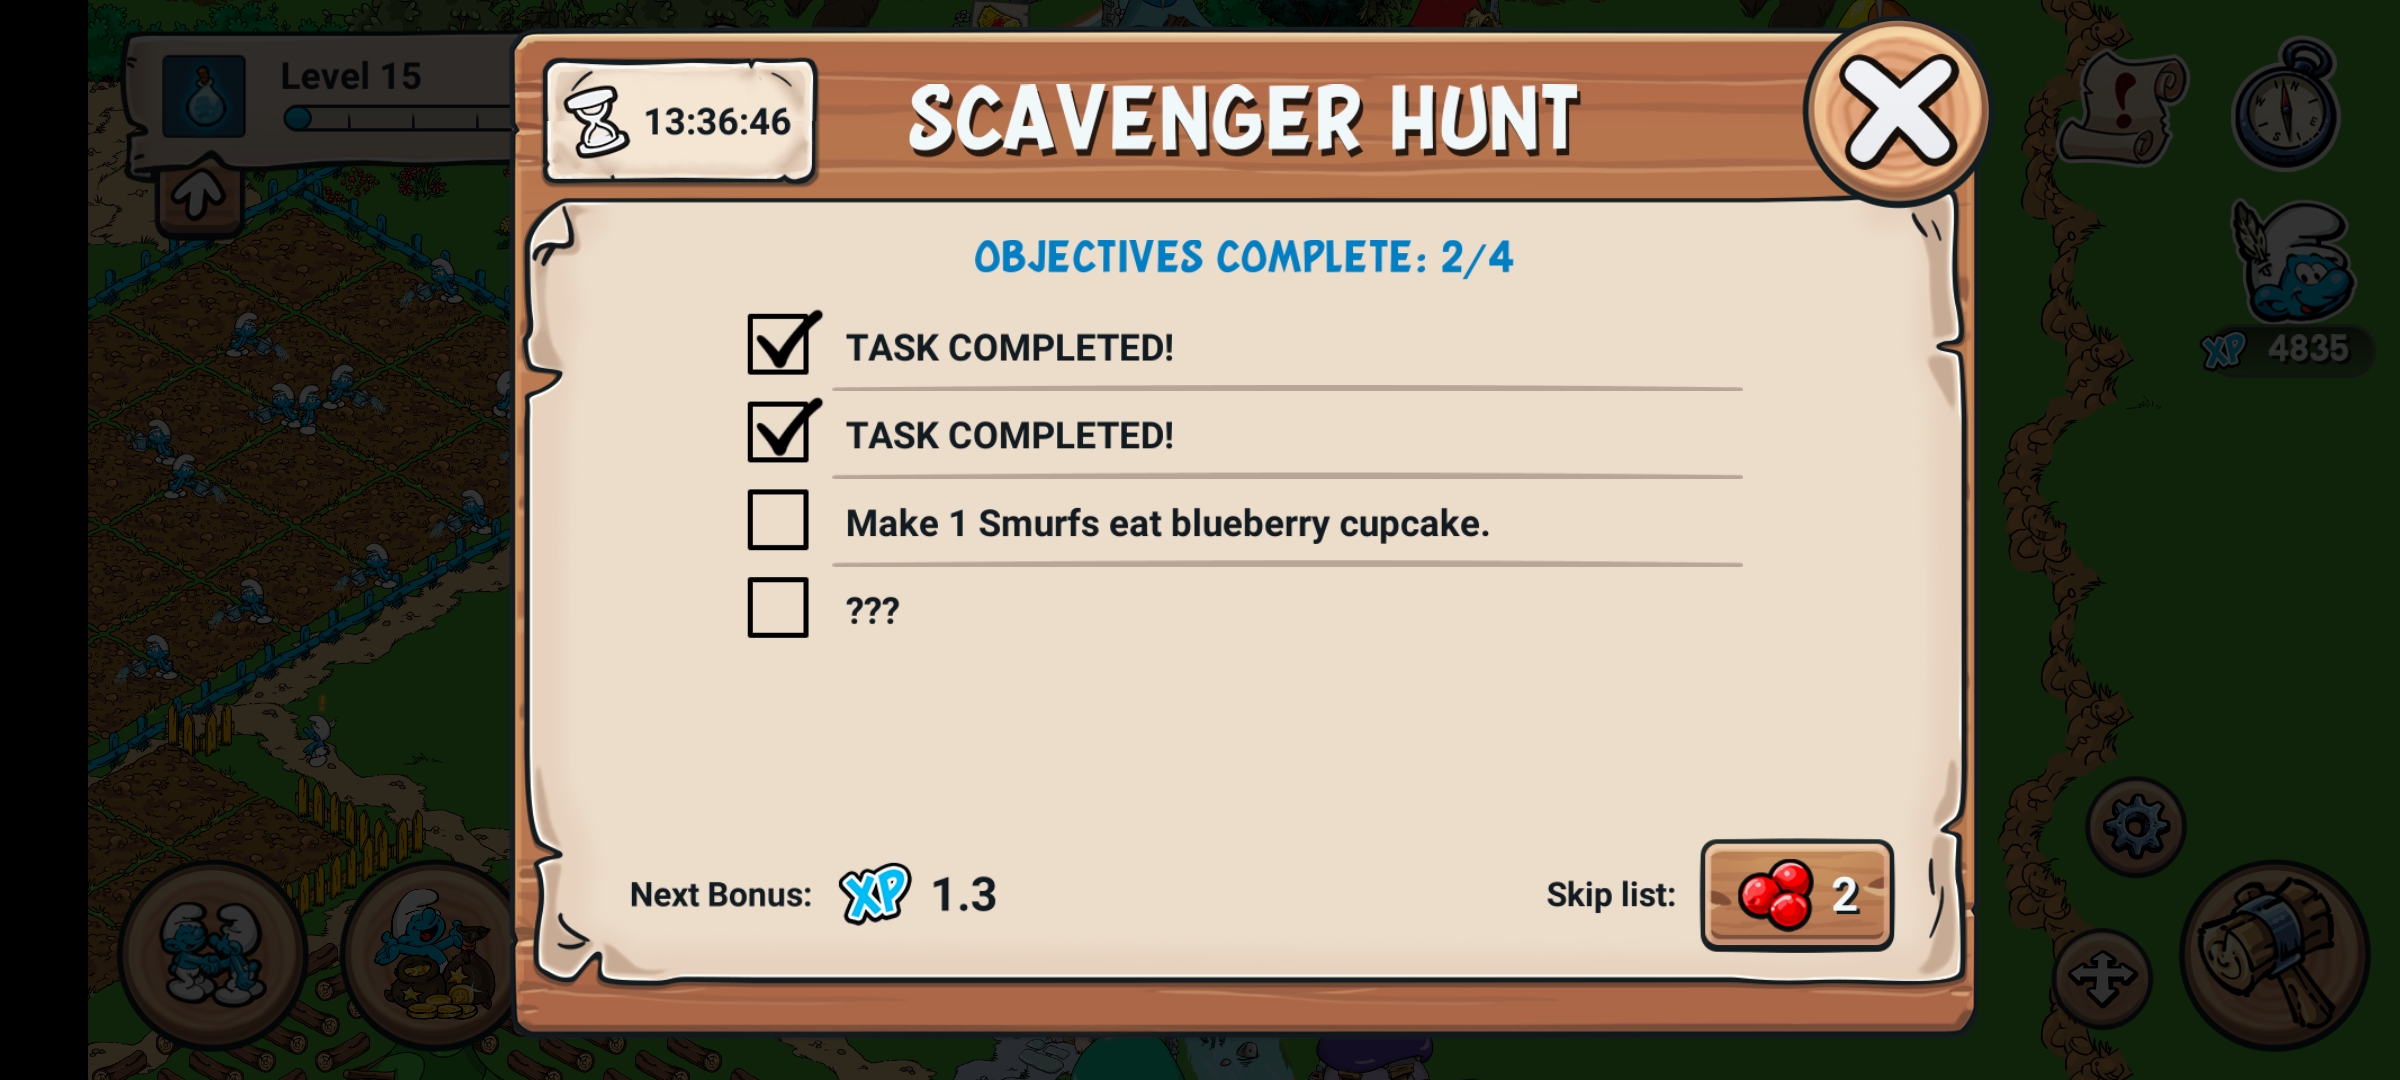 Level 15
13:36:46
SCAVENGER HUNT
OBJECTIVES COMPLETE: 2/4
TASK COMPLETED!
TASK COMPLETED!
Make 1 Smurfs eat blueberry cupcake.
???
XP 4835
Next Bonus: XP 1.3
Skip list: 2